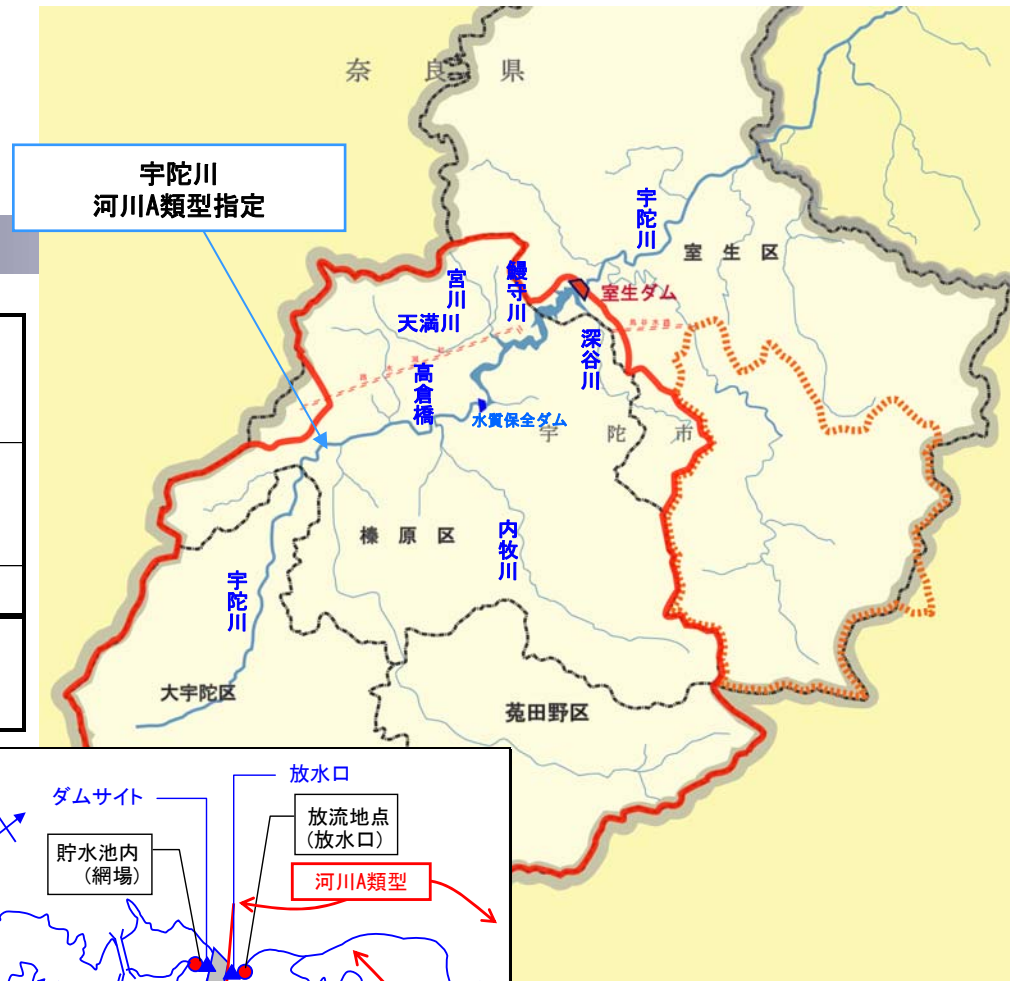 奈良県
宇陀川
河川A類型指定
宇陀川
室生区
宮川
鰻守川
天満川
室生ダム
深谷川
高倉橋
水質保全ダム
宇陀市
榛原区
内牧川
宇陀川
大宇陀区
菟田野区
放水口
ダムサイト
放流地点
(放水口)
貯水池内
(網場)
河川A類型